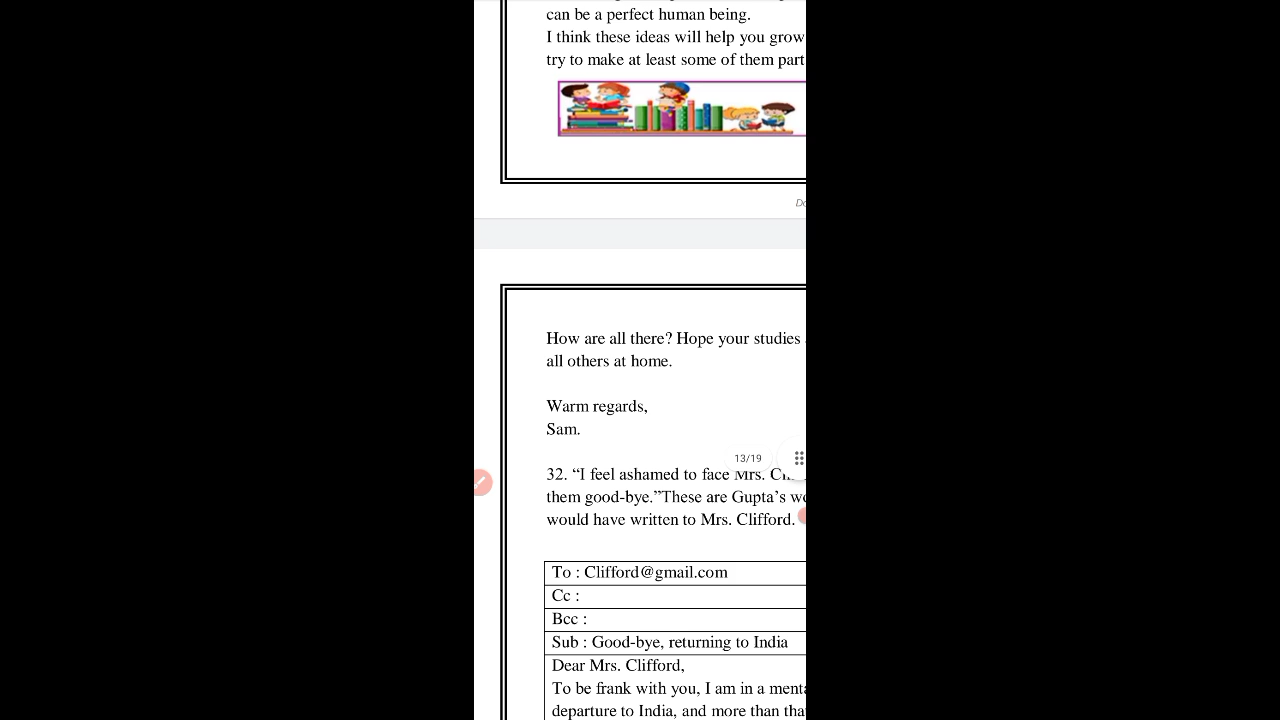 can be a perfect human being.
I think these ideas will help you grow
try to make at least some of them part
How are all there? Hope your studies
all others at home.
Warm regards,
Sam.
13/19
32. “I feel ashamed to face Mrs.
them good-bye.”These are Gupta’s
would have written to Mrs. Clifford.
To : Clifford@gmail.com
Cc :
Bcc :
Sub : Good-bye, returning to India
Dear Mrs. Clifford,
To be frank with you, I am in a
departure to India, and more than